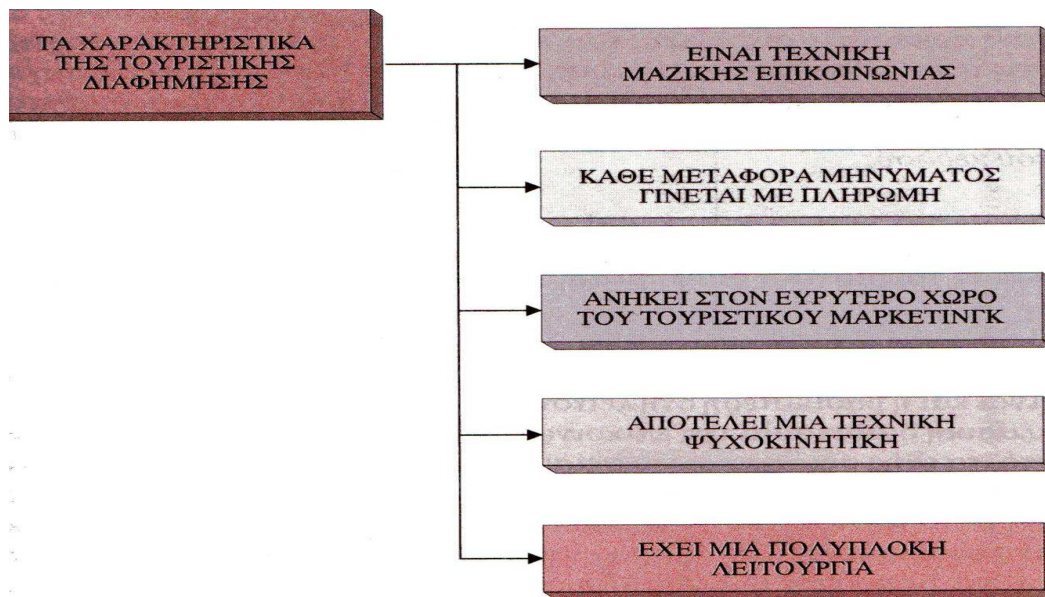 ΤΑ ΧΑΡΑΚΤΗΡΙΣΤΙΚΑ
ΤΗΣ ΤΟΥΡΙΣΤΙΚΗΣ
ΔΙΑΦΗΜΗΣΗΣ
ΕΙΝΑΙ ΤΕΧΝΙΚΗ
ΜΑΖΙΚΗΣ ΕΠΙΚΟΙΝΩΝΙΑΣ
ΚΑΘΕ ΜΕΤΑΦΟΡΑ ΜΗΝΥΜΑΤΟΣ
ΓΙΝΕΤΑΙ ΜΕ ΠΛΗΡΩΜΗ
ΑΝΗΚΕΙ ΣΤΟΝ ΕΥΡΥΤΕΡΟ ΧΩΡΟ
ΤΟΥ ΤΟΥΡΙΣΤΙΚΟΥ ΜΑΡΚΕΤΙΝΓΚ
ΑΠΟΤΕΛΕΙ ΜΙΑ ΤΕΧΝΙΚΗ
ΨΥΧΟΚΙΝΗΤΙΚΗ
ΕΧΕΙ ΜΙΑ ΠΟΛΥΠΛΟΚΗ
ΛΕΙΤΟΥΡΓΙΑ